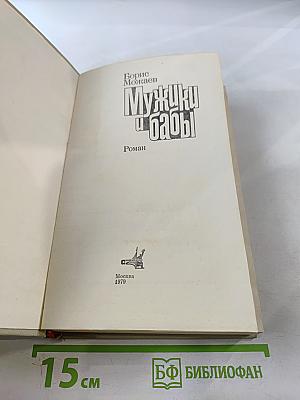 Борис
Можаев
Мужики
и бабы
Роман
Москва
1979
15 см
БФ БИБЛИОФАН